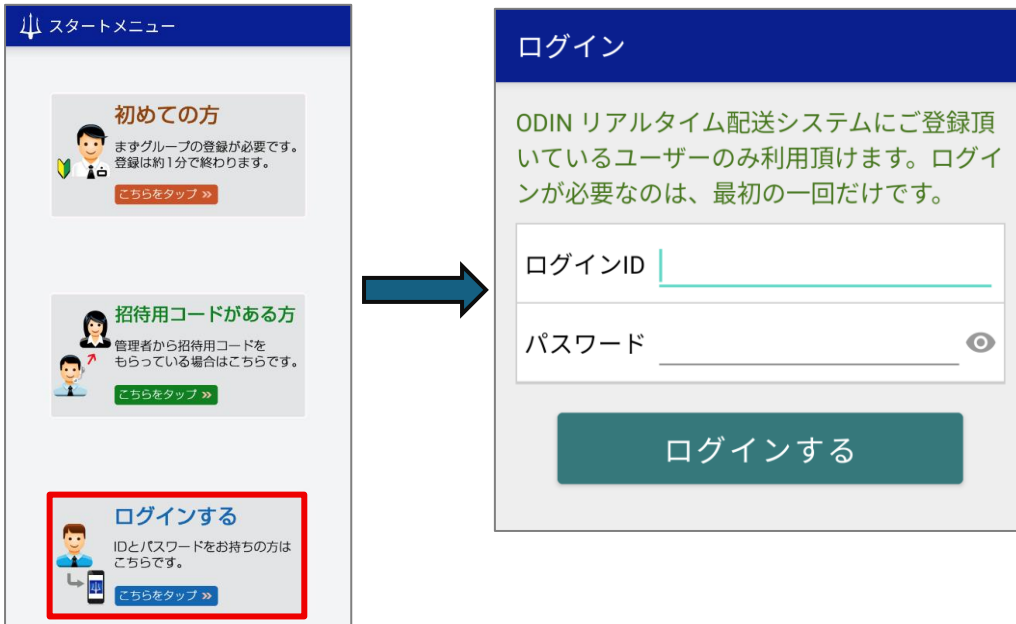 スタートメニュー
初めての方
まずグループの登録が必要です。
登録は約1分で終わります。
こちらをタップ »
招待用コードがある方
管理者から招待用コードを
もらっている場合はこちらです。
こちらをタップ »
ログインする
IDとパスワードをお持ちの方は
こちらです。
こちらをタップ »
ログイン
ODIN リアルタイム配送システムにご登録頂
いているユーザーのみ利用頂けます。ログイ
ンが必要なのは、最初の一回だけです。
ログインID
パスワード
ログインする